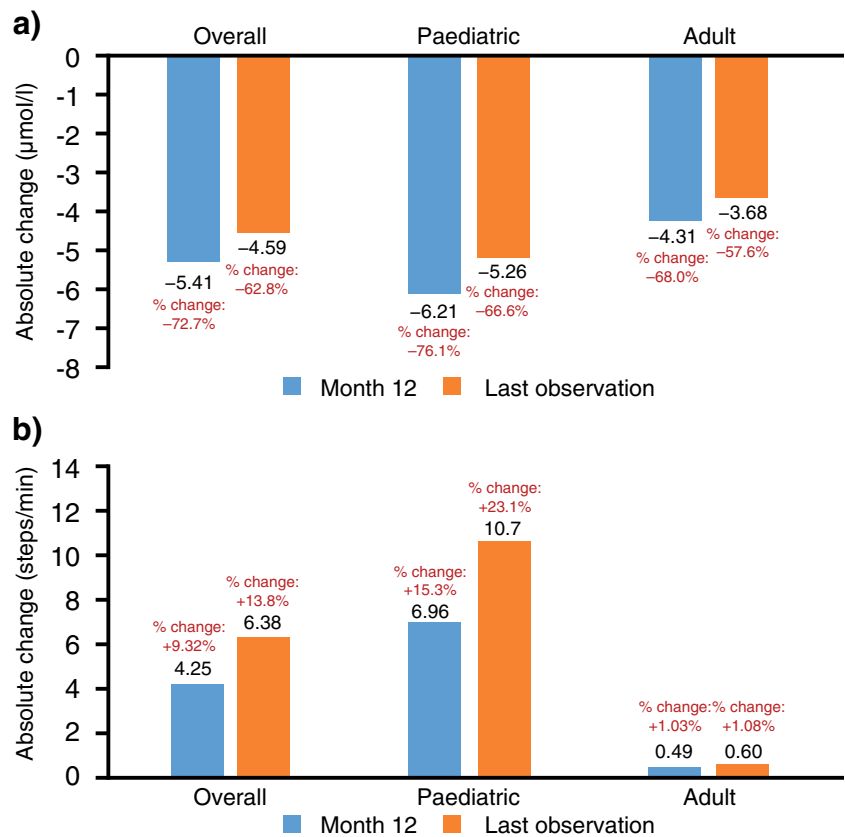 a)
Overall Paediatric Adult
Absolute change (µmol/l)
0
-1
-2
-3
-4
-5
-6
-7
-8
–5.41
% change:
–72.7%
–4.59
% change:
–62.8%
–6.21
% change:
–76.1%
–5.26
% change:
–66.6%
–4.31
% change:
–68.0%
–3.68
% change:
–57.6%
Month 12 Last observation
b)
Absolute change (steps/min)
14
12
10
8
6
4
2
0
% change:
+9.32%
4.25
% change:
+13.8%
6.38
% change:
+15.3%
6.96
% change:
+23.1%
10.7
% change:
+1.03%
0.49
% change:
+1.08%
0.60
Overall Paediatric Adult
Month 12 Last observation